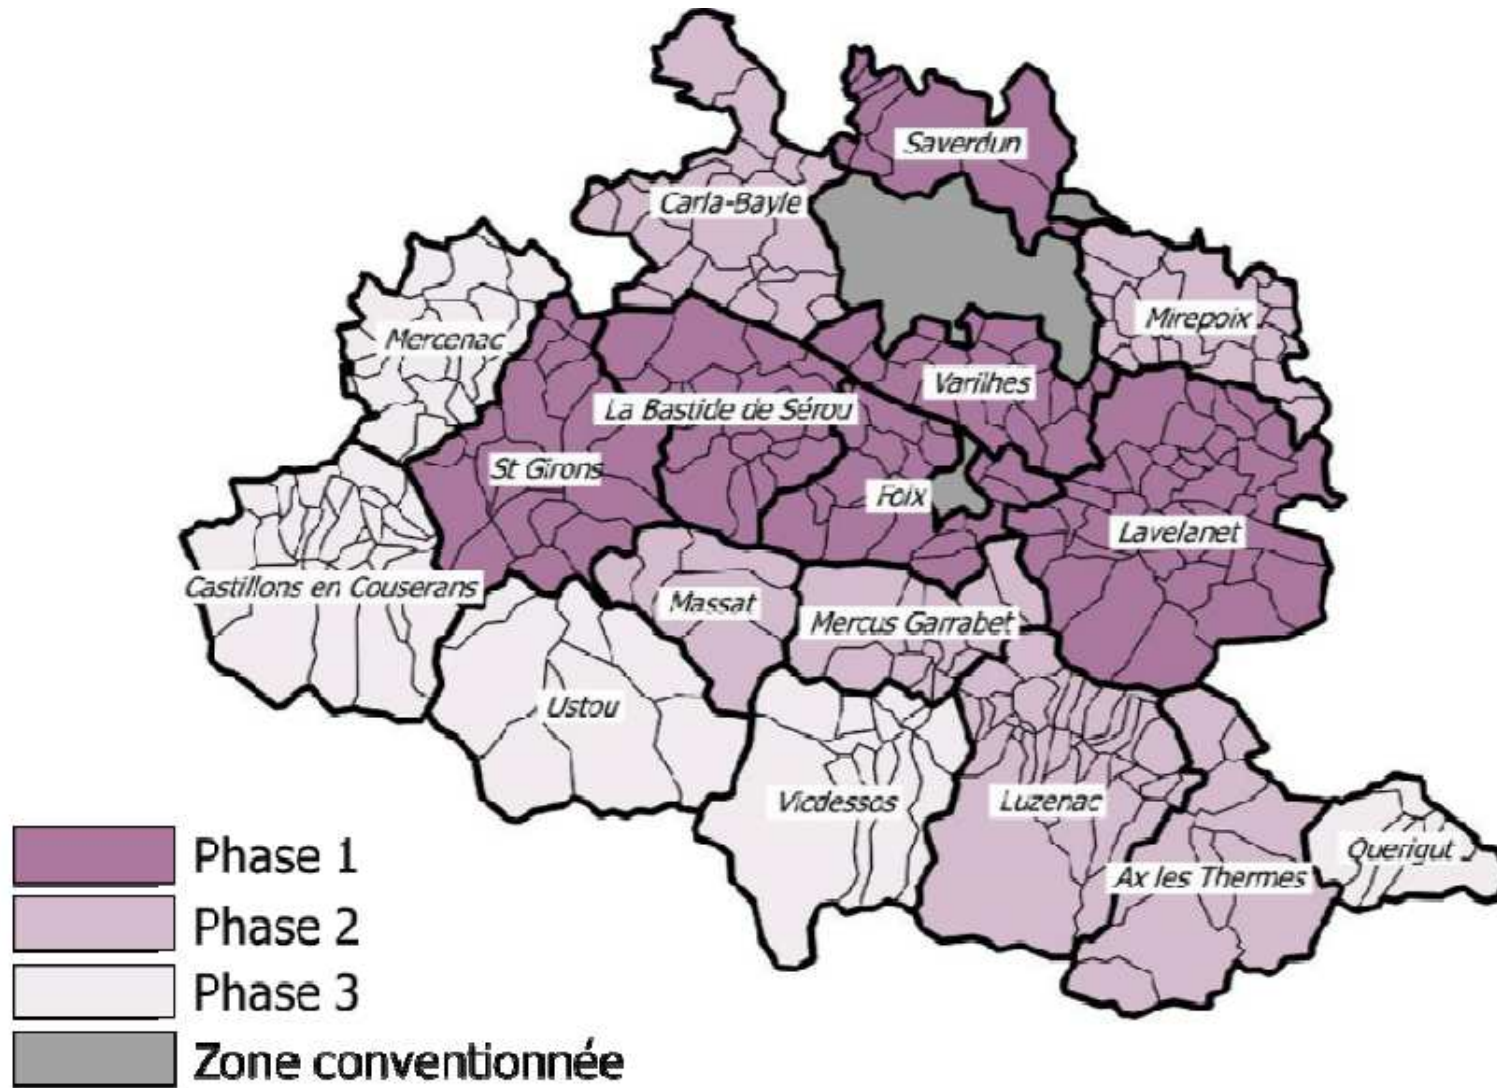 Saverdun
Carla-Bayle
Mirepoix
Mercenac
Varilhes
La Bastide de Sérou
St Girons
Foix
Lavelanet
Castillons en Couserans
Massat
Mercus Garrabet
Ustou
Vicdessos
Luzenac
Querigut
Ax les Thermes
Phase 1
Phase 2
Phase 3
Zone conventionnée